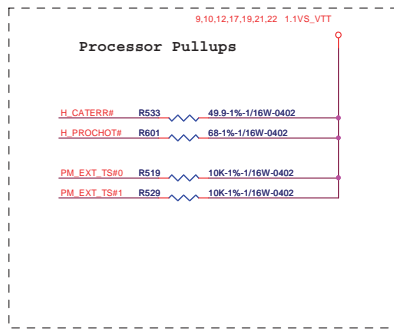 9,10,12,17,19,21,22 1.1VS_VTT
Processor Pullups
H_CATERR# R533 49.9-1%-1/16W-0402
H_PROCHOT# R601 68-1%-1/16W-0402
PM_EXT_TS#0 R519 10K-1%-1/16W-0402
PM_EXT_TS#1 R529 10K-1%-1/16W-0402